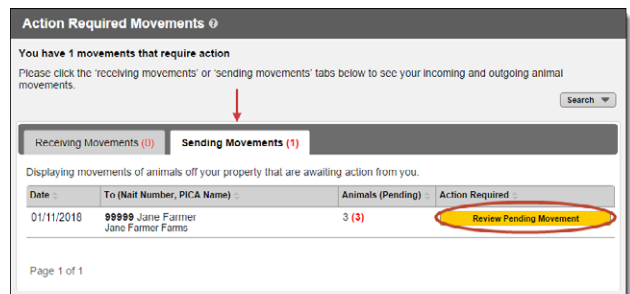 Action Required Movements ?
You have 1 movements that require action
Please click the 'receiving movements' or 'sending movements' tabs below to see your incoming and outgoing animal
movements.
Search
Receiving Movements (0) Sending Movements (1)
Displaying movements of animals off your property that are awaiting action from you.
Date To (Nait Number, PICA Name) Animals (Pending) Action Required
01/11/2018 99999 Jane Farmer 3 (3) Review Pending Movement
Jane Farmer Farms
Page 1 of 1